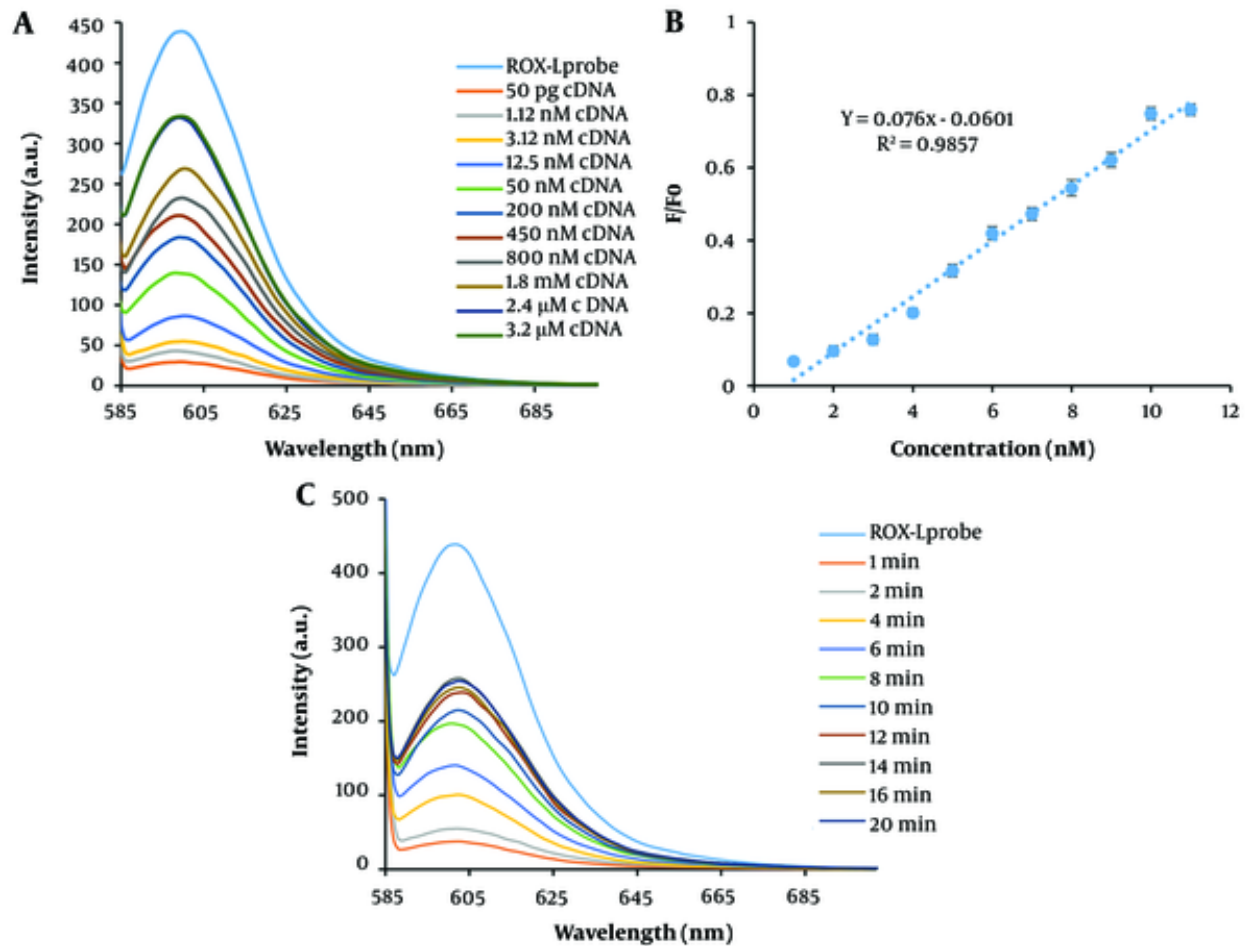 A
450
400
350
300
250
200
150
100
50
0
Intensity (a.u.)
585
605
625
645
665
685
Wavelength (nm)
ROX-Lprobe
50 pg cDNA
1.12 nM cDNA
3.12 nM cDNA
12.5 nM cDNA
50 nM cDNA
200 nM cDNA
450 nM cDNA
800 nM cDNA
1.8 mM cDNA
2.4 µM c DNA
3.2 µM cDNA
B
1
0.8
0.6
0.4
0.2
0
F/F0
Y = 0.076x - 0.0601
R² = 0.9857
0
2
4
6
8
10
12
Concentration (nM)
C
500
400
300
200
100
0
Intensity (a.u.)
585
605
625
645
665
685
Wavelength (nm)
ROX-Lprobe
1 min
2 min
4 min
6 min
8 min
10 min
12 min
14 min
16 min
20 min